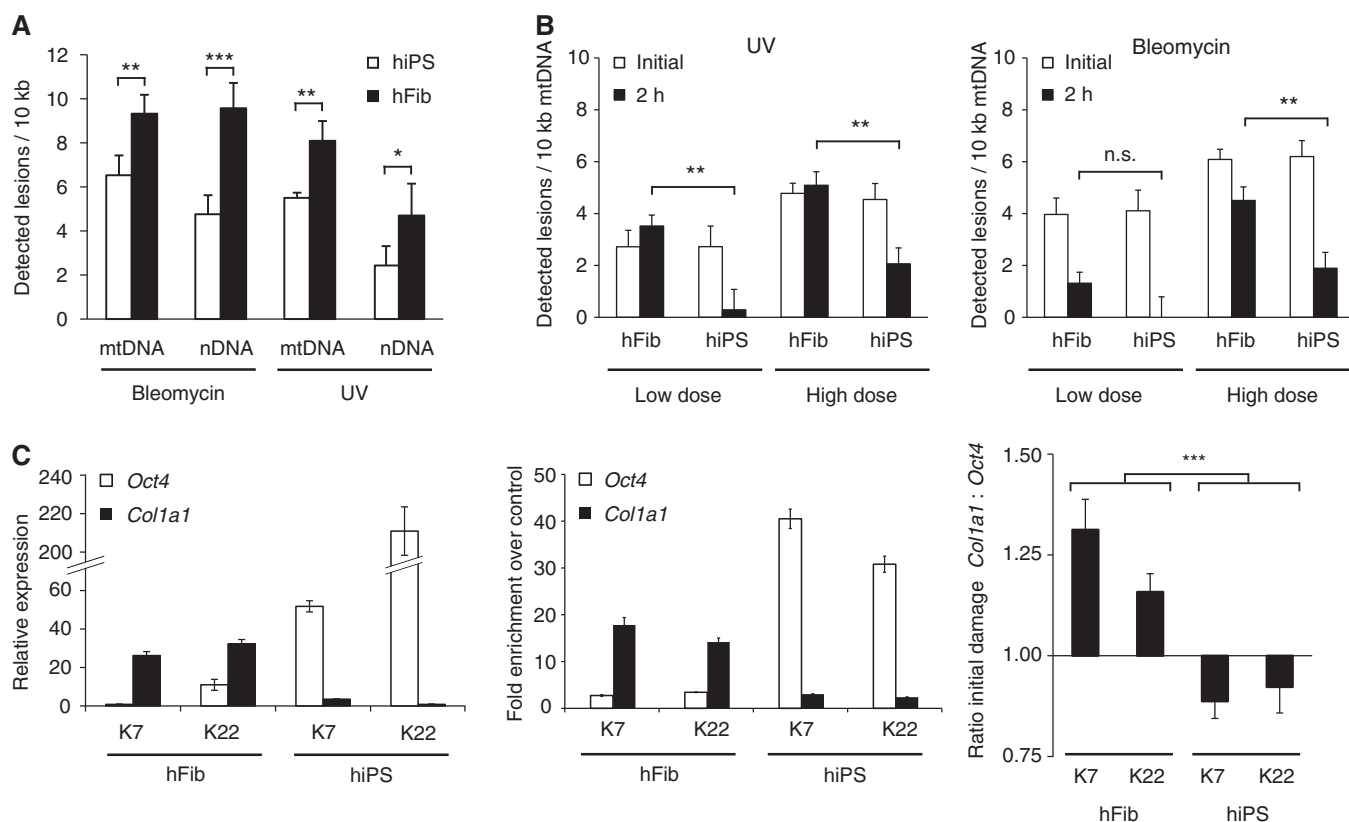 A
Detected lesions / 10 kb
12
10
8
6
4
2
0
** *** ** *
hiPS
hFib
mtDNA nDNA mtDNA nDNA
Bleomycin UV
B
UV
Detected lesions / 10 kb mtDNA
10
8
6
4
2
0
Initial
2 h
**
**
hFib hiPS hFib hiPS
Low dose High dose
Bleomycin
Detected lesions / 10 kb mtDNA
10
8
6
4
2
0
Initial
2 h
n.s.
**
hFib hiPS hFib hiPS
Low dose High dose
C
Relative expression
240
220
210
200
60
40
20
0
Oct4
Col1a1
K7 K22 K7 K22
hFib hiPS
Fold enrichment over control
50
40
30
20
10
0
Oct4
Col1a1
K7 K22 K7 K22
hFib hiPS
Ratio initial damage Col1a1 : Oct4
1.50
1.25
1.00
0.75
***
K7 K22 K7 K22
hFib hiPS